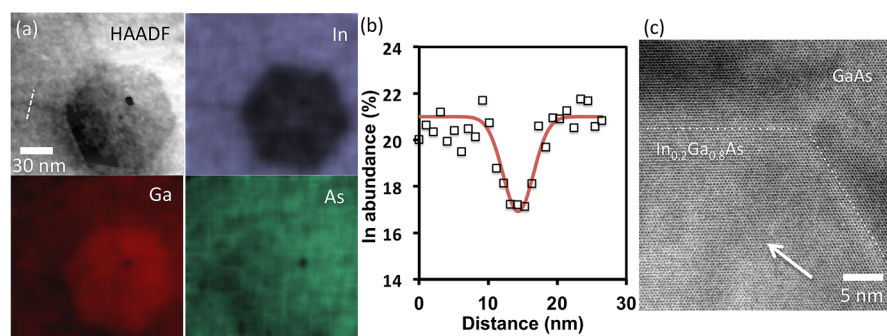 (a)
HAADF
In
30 nm
Ga
As
(b)
In abundance (%)
24
22
20
18
16
14
0
10
20
30
Distance (nm)
(c)
GaAs
In0.2Ga0.8As
5 nm